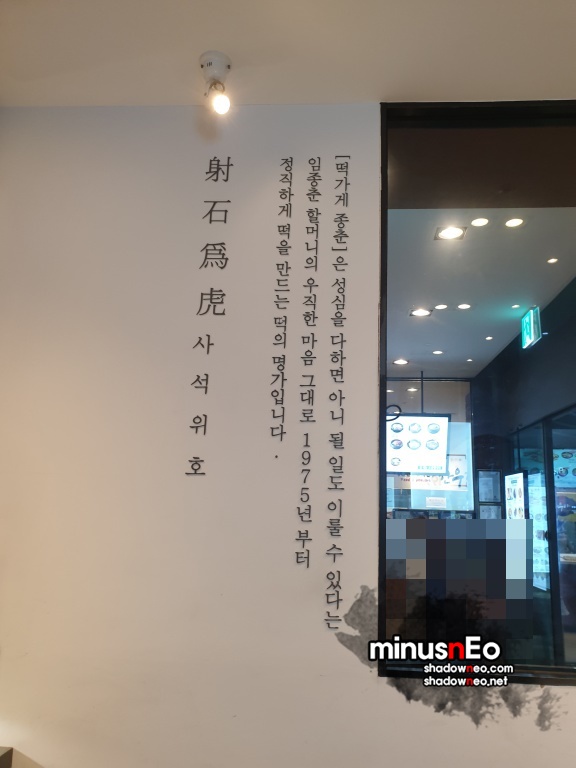 [떡가게 종춘]은 성심을 다하면 아니 될 일도 이룰 수 있다는
임종춘 할머니의 우직한 마음 그대로 1975년 부터
정직하게 떡을 만드는 떡의 명가입니다.
射石爲虎 사석위호
minusnEo
shadowneo.com
shadowneo.net